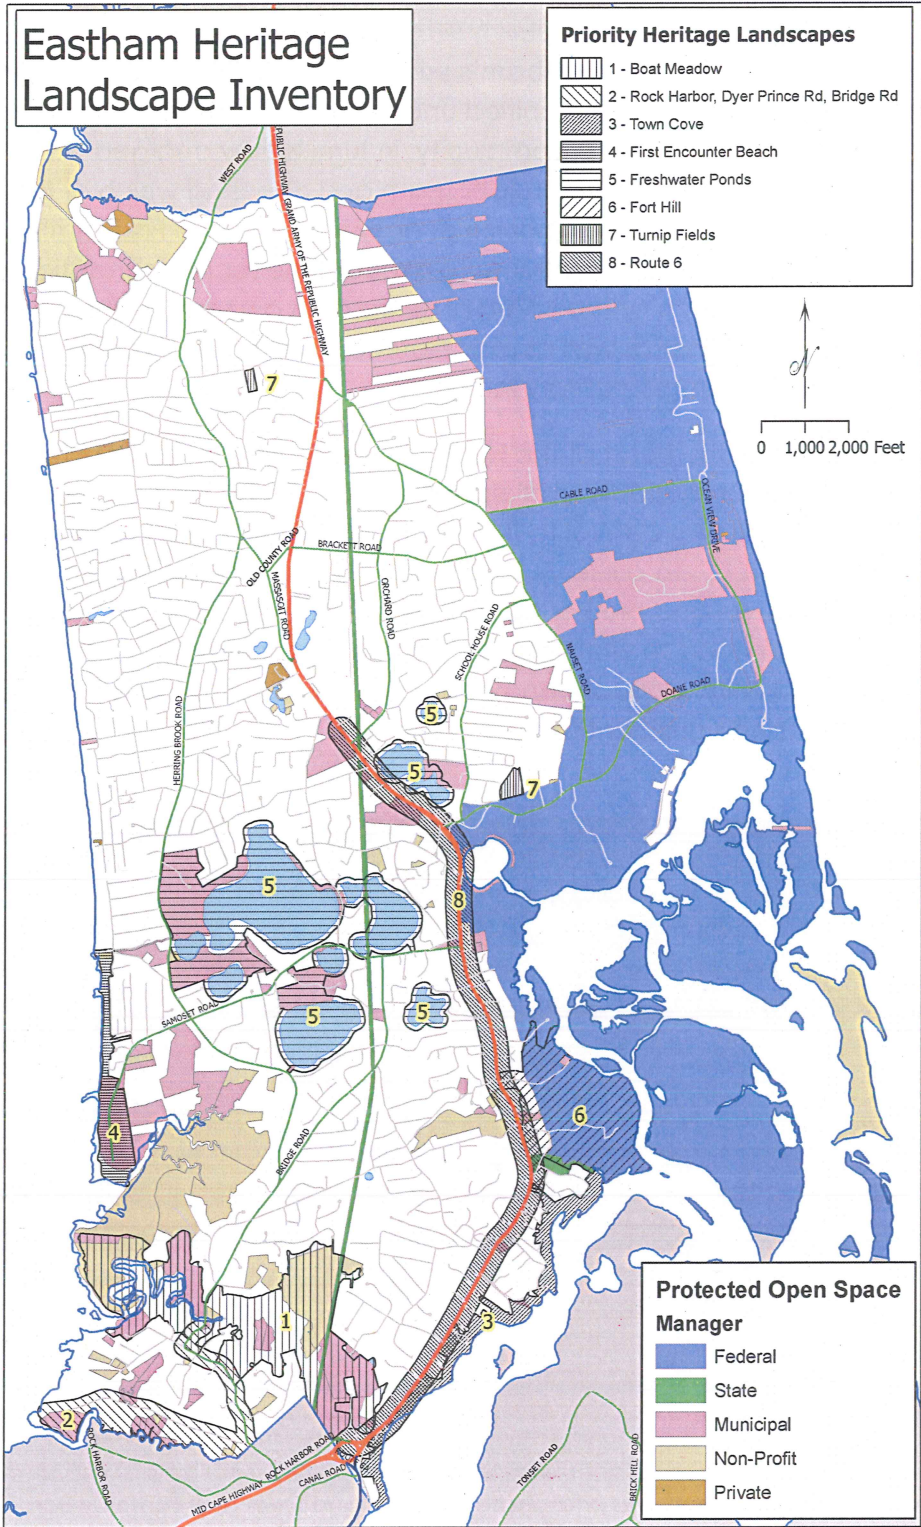 Eastham Heritage
Landscape Inventory
Priority Heritage Landscapes
1 - Boat Meadow
2 - Rock Harbor, Dyer Prince Rd, Bridge Rd
3 - Town Cove
4 - First Encounter Beach
5 - Freshwater Ponds
6 - Fort Hill
7 - Turnip Fields
8 - Route 6
N
0 1,000 2,000 Feet
WEST ROAD
PUBLIC HIGHWAY GRAND ARMY OF THE REPUBLIC HIGHWAY
7
CABLE ROAD
OCEAN VIEW DRIVE
OLD COUNTY ROAD
BRACKETT ROAD
MASSASOIT ROAD
ORCHARD ROAD
SCHOOL HOUSE ROAD
NAUSET ROAD
DOANE ROAD
HERRING BROOK ROAD
5
5
7
5
8
SAMOSET ROAD
5
5
6
4
BRIDGE ROAD
1
3
2
ROCK HARBOR ROAD
MID CAPE HIGHWAY
ROCK HARBOR ROAD
CANAL ROAD
TONSET ROAD
BRICK HILL ROAD
Protected Open Space
Manager
Federal
State
Municipal
Non-Profit
Private